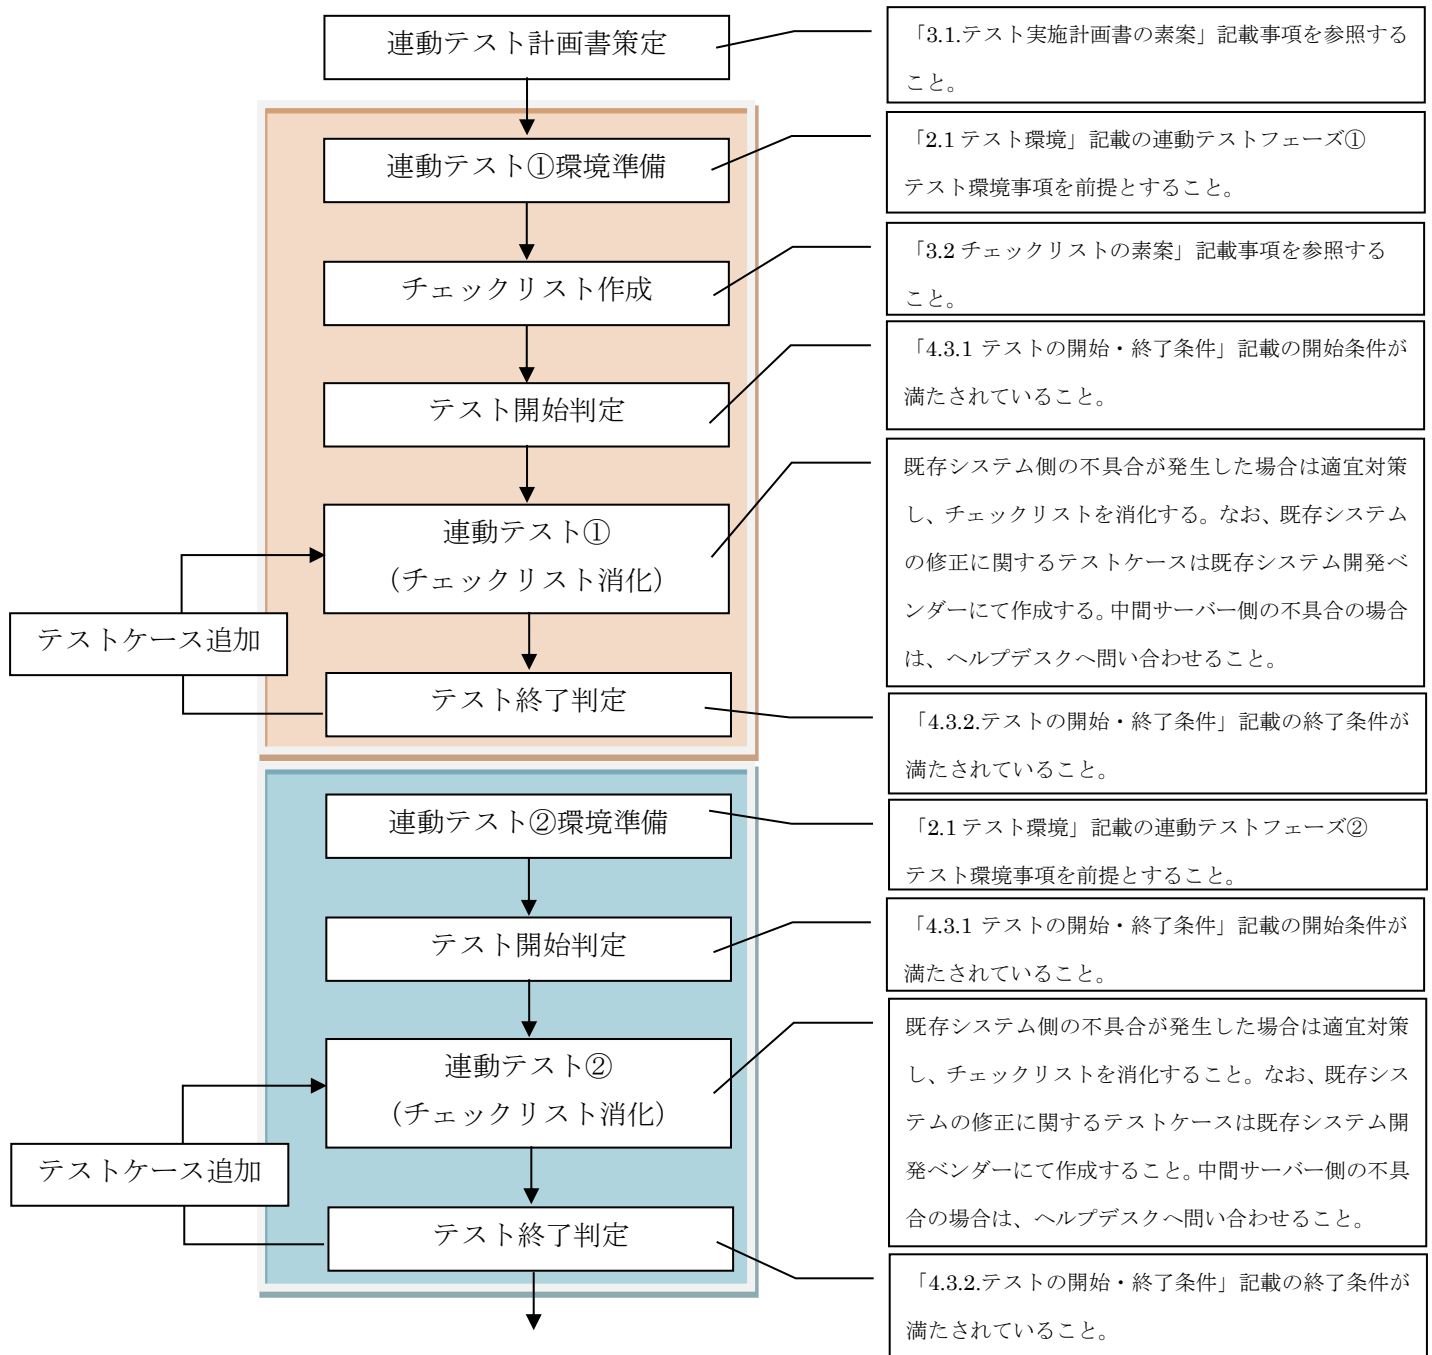 連動テスト計画書策定
「3.1.テスト実施計画書の素案」記載事項を参照する
こと。
連動テスト①環境準備
「2.1テスト環境」記載の連動テストフェーズ①
テスト環境事項を前提とすること。
チェックリスト作成
「3.2チェックリストの素案」記載事項を参照する
こと。
テスト開始判定
「4.3.1 テストの開始・終了条件」記載の開始条件が
満たされていること。
連動テスト①
（チェックリスト消化）
既存システム側の不具合が発生した場合は適宜対策
し、チェックリストを消化する。なお、既存システム
の修正に関するテストケースは既存システム開発ベ
ンダーにて作成する。中間サーバー側の不具合の場合
は、ヘルプデスクへ問い合わせること。
テストケース追加
テスト終了判定
「4.3.2.テストの開始・終了条件」記載の終了条件が
満たされていること。
連動テスト②環境準備
「2.1テスト環境」記載の連動テストフェーズ②
テスト環境事項を前提とすること。
テスト開始判定
「4.3.1 テストの開始・終了条件」記載の開始条件が
満たされていること。
連動テスト②
（チェックリスト消化）
既存システム側の不具合が発生した場合は適宜対策
し、チェックリストを消化すること。なお、既存シス
テムの修正に関するテストケースは既存システム開
発ベンダーにて作成すること。中間サーバー側の不具
合の場合は、ヘルプデスクへ問い合わせること。
テストケース追加
テスト終了判定
「4.3.2.テストの開始・終了条件」記載の終了条件が
満たされていること。